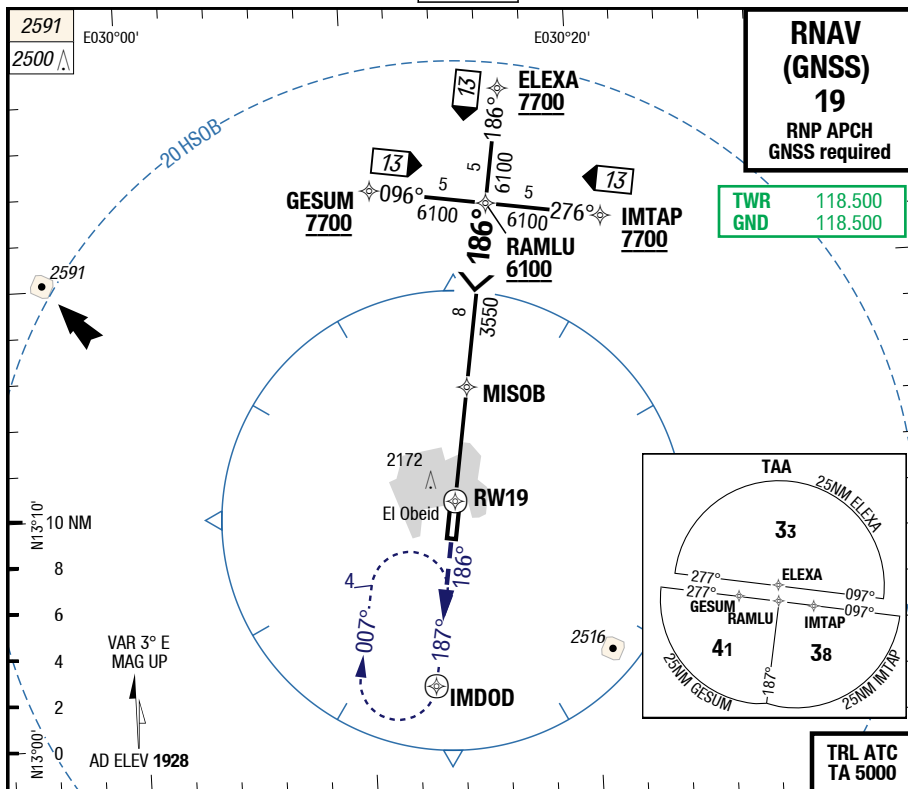 2591
2500
E030°00'
E030°20'
RNAV
(GNSS)
19
RNP APCH
GNSS required
TWR 118.500
GND 118.500
20 HSOB
13
ELEXA
7700
186°
5
6100
13
GESUM
7700
096°
5
6100
13
5
6100
276°
IMTAP
7700
186°
RAMLU
6100
2591
8
3550
MISOB
2172
El Obeid
RW19
N13°10'
10 NM
8
6
4
2
0
N13°00'
186°
4
007°
187°
IMDOD
2516
VAR 3° E
MAG UP
AD ELEV 1928
TAA
25NM ELEXA
33
ELEXA
277°
097°
277°
GESUM
RAMLU
IMTAP
097°
41
38
187°
25NM GESUM
25NM IMTAP
TRL ATC
TA 5000